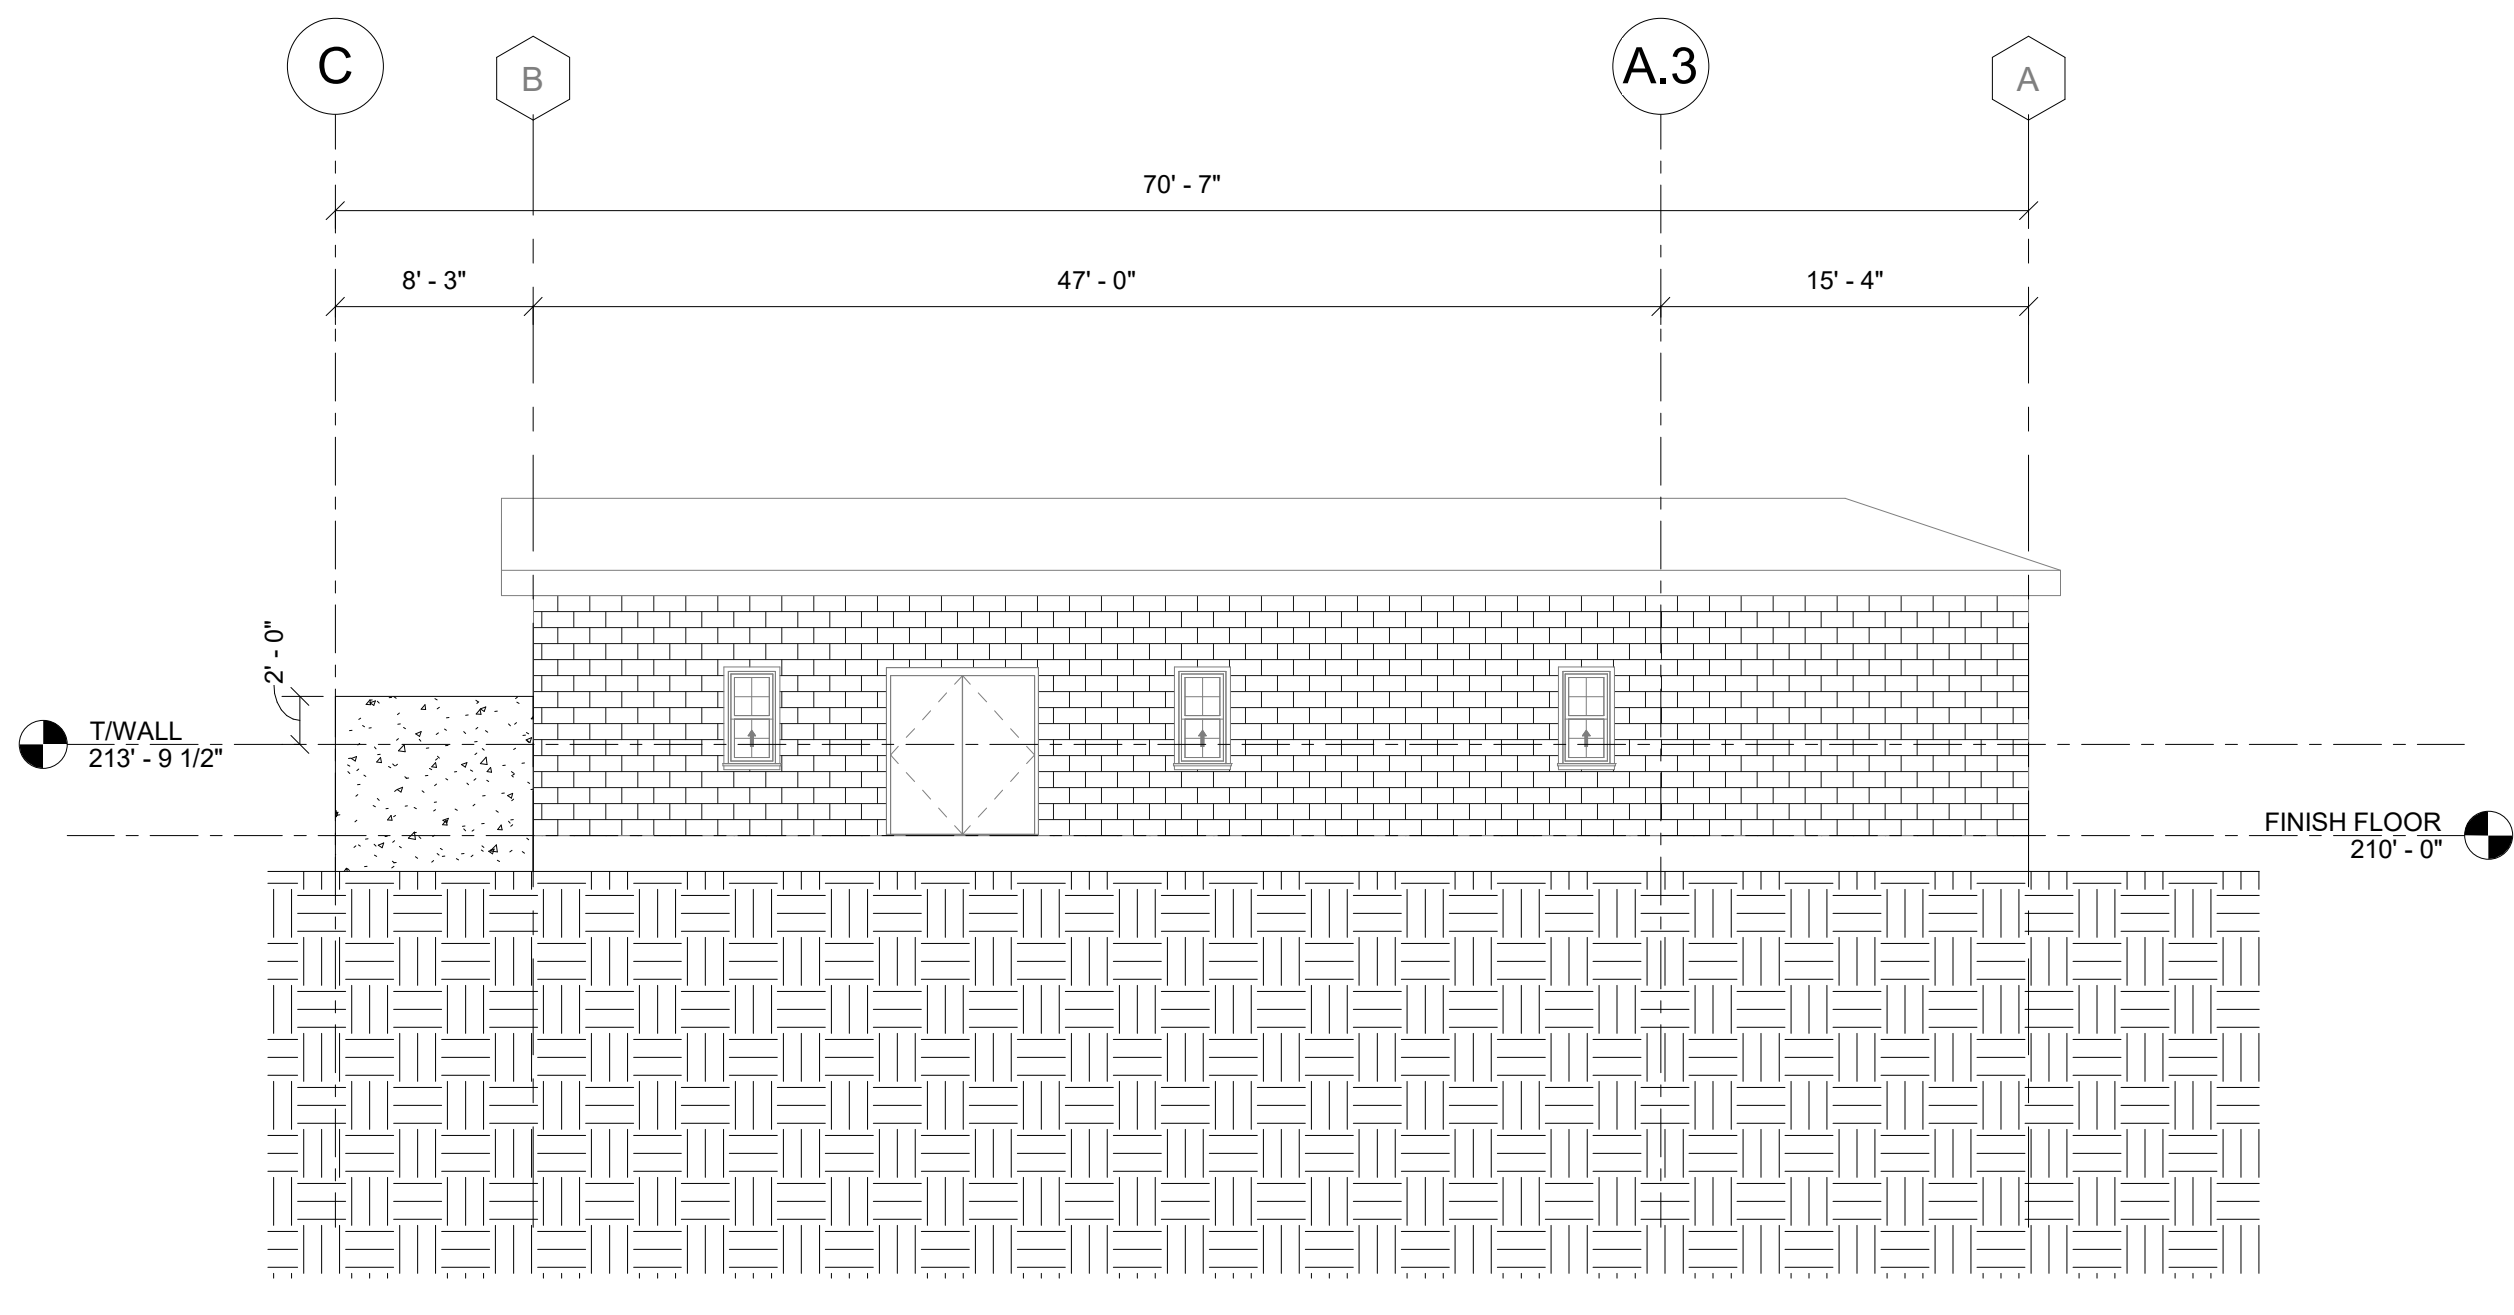 C
B
A.3
A
70' - 7"
8' - 3"
47' - 0"
15' - 4"
2' - 0"
T/WALL
213' - 9 1/2"
FINISH FLOOR
210' - 0"